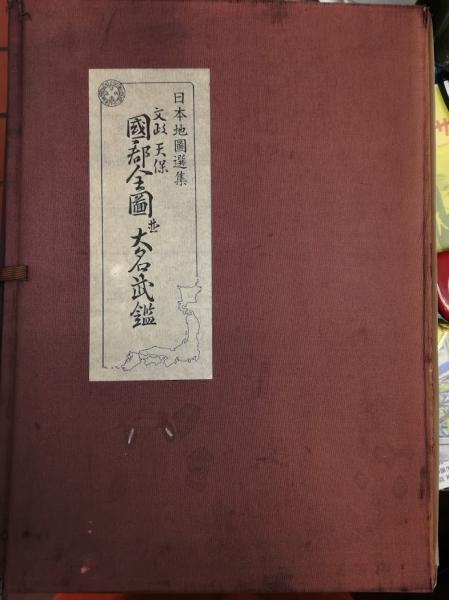 日本地圖選集
文政 天保
國郡全圖並大名武鑑